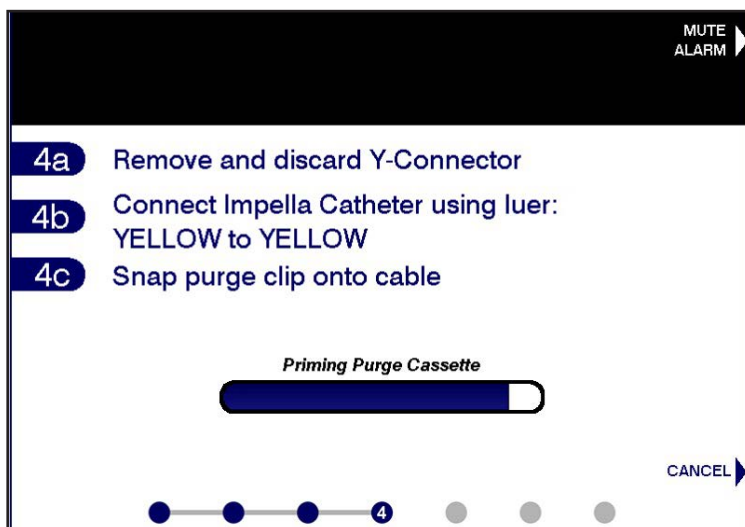 MUTE
ALARM
4a Remove and discard Y-Connector
4b Connect Impella Catheter using luer:
YELLOW to YELLOW
4c Snap purge clip onto cable
Priming Purge Cassette
CANCEL
4